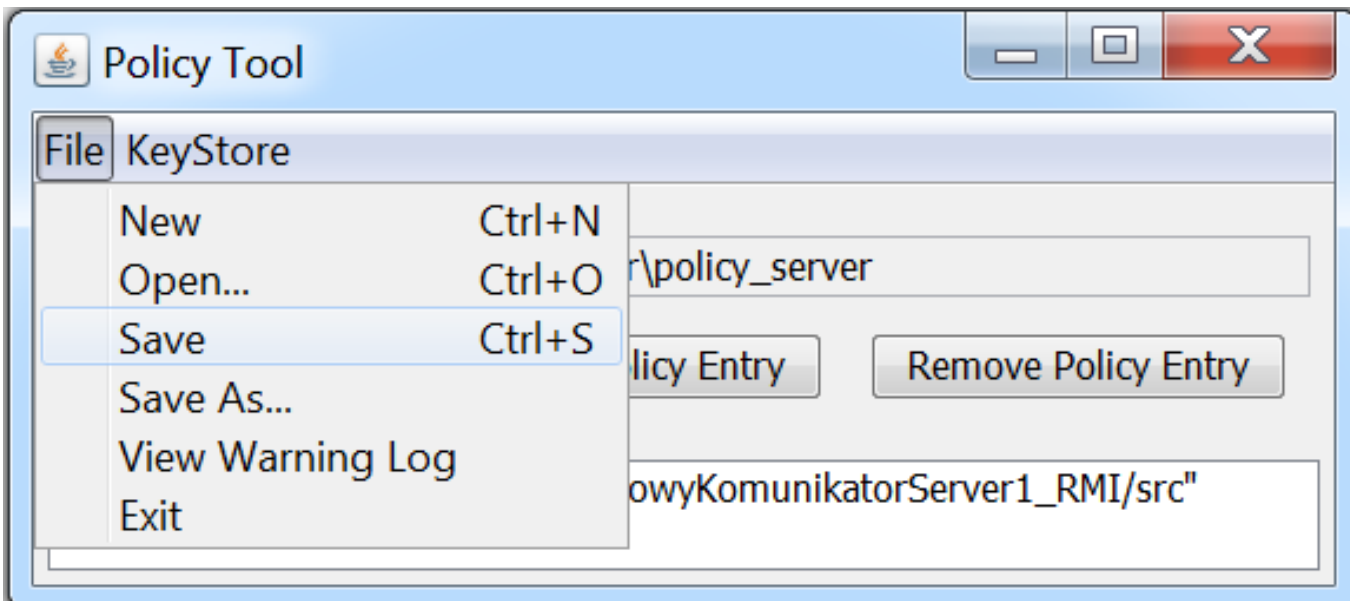 Policy Tool
File KeyStore
New Ctrl+N
Open... Ctrl+O
r\policy_server
Save Ctrl+S
licy Entry Remove Policy Entry
Save As...
View Warning Log
owyKomunikatorServer1_RMI/src"
Exit